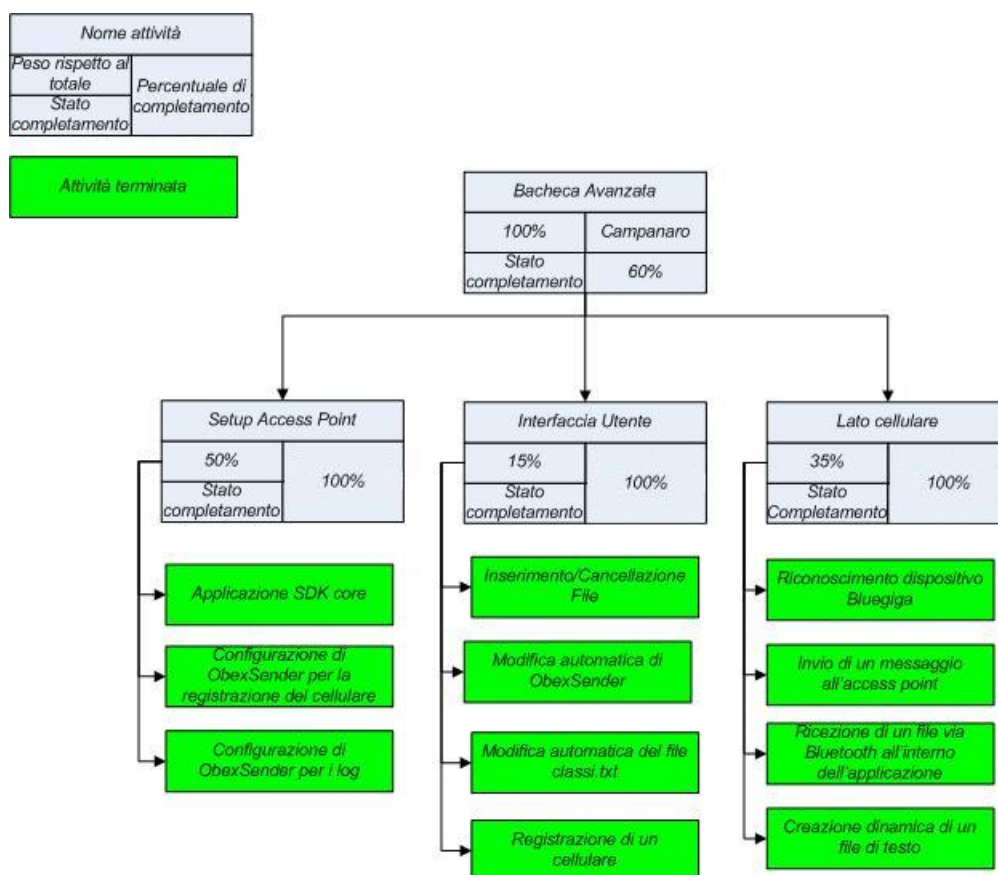 Nome attività
Peso rispetto al
totale
Stato
completamento
Percentuale di
completamento
Attività terminata
Bacheca Avanzata
100%
Campanaro
Stato
completamento
60%
Setup Access Point
50%
Stato
completamento
100%
Interfaccia Utente
15%
Stato
completamento
100%
Lato cellulare
35%
Stato
Completamento
100%
Applicazione SDK core
Configurazione di
ObexSender per la
registrazione del cellulare
Configurazione di
ObexSender per i log
Inserimento/Cancellazione
File
Modifica automatica di
ObexSender
Modifica automatica del file
classi.txt
Registrazione di un
cellulare
Riconoscimento dispositivo
Bluegiga
Invio di un messaggio
all'access point
Ricezione di un file via
Bluetooth all'interno
dell'applicazione
Creazione dinamica di un
file di testo